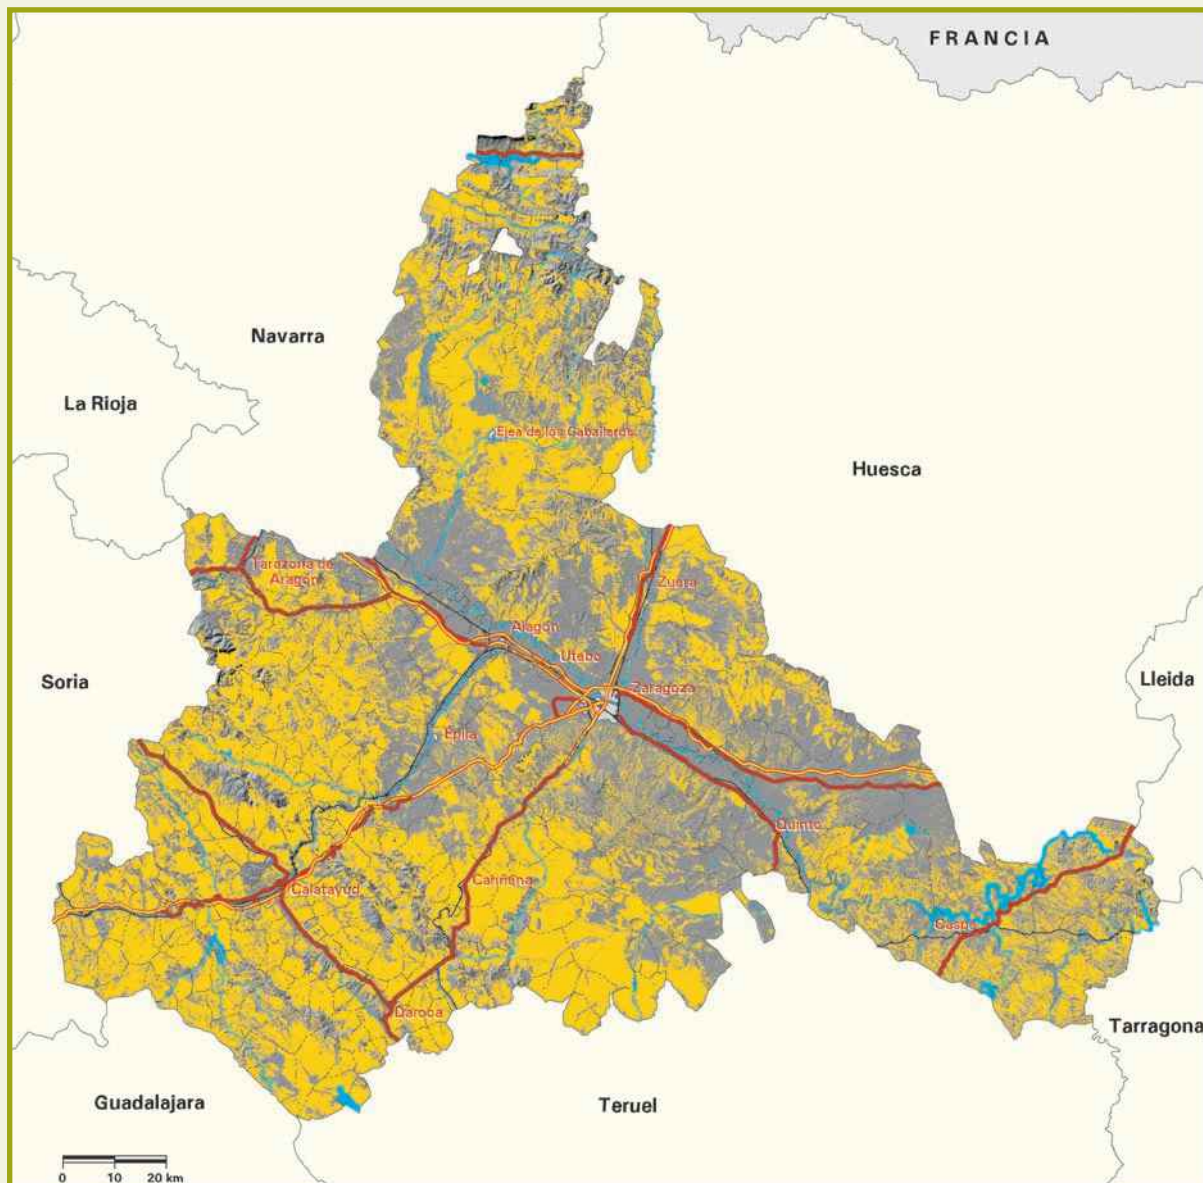 FRANCIA
Navarra
La Rioja
Ejea de los Caballeros
Huesca
Tarazona de
Aragón
Zuera
Alagón
Utebo
Soria
Zaragoza
Lleida
Epila
Quinto
Calatayud
Cariñena
Caspe
Daroca
Tarragona
Guadalajara
Teruel
0 10 20 km